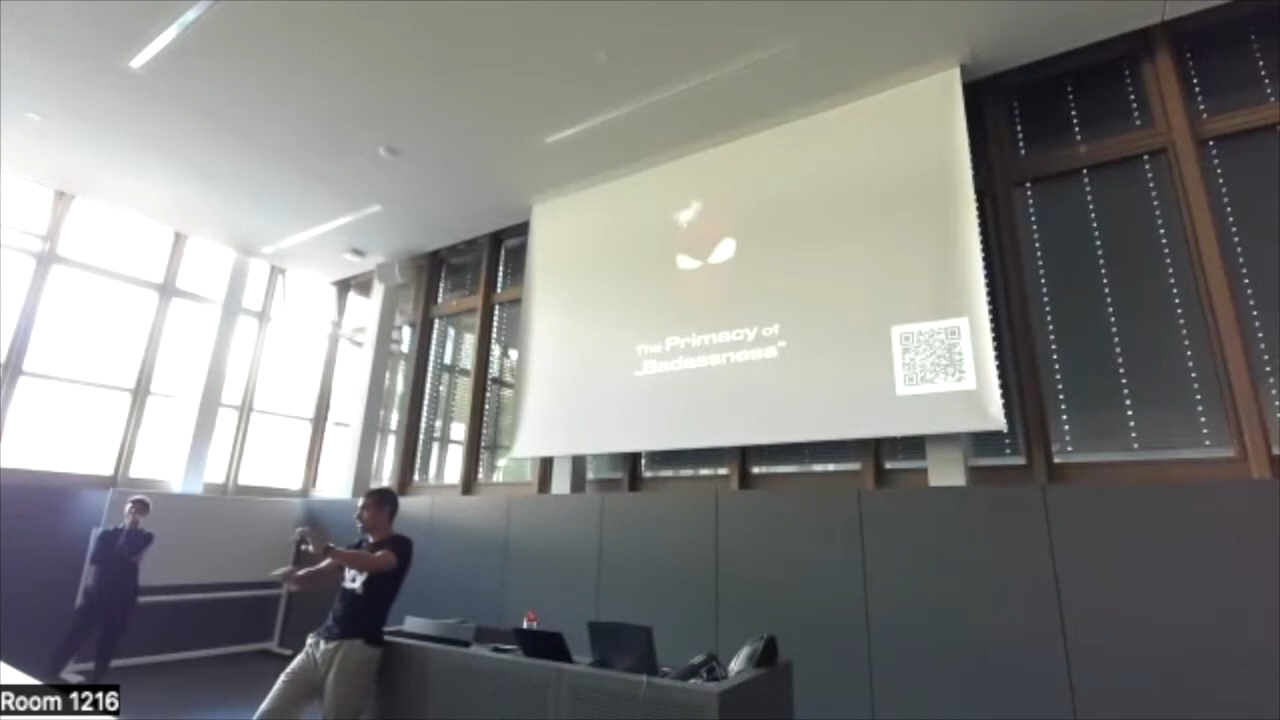 The Primacy of
„Badassness"
Room 1216